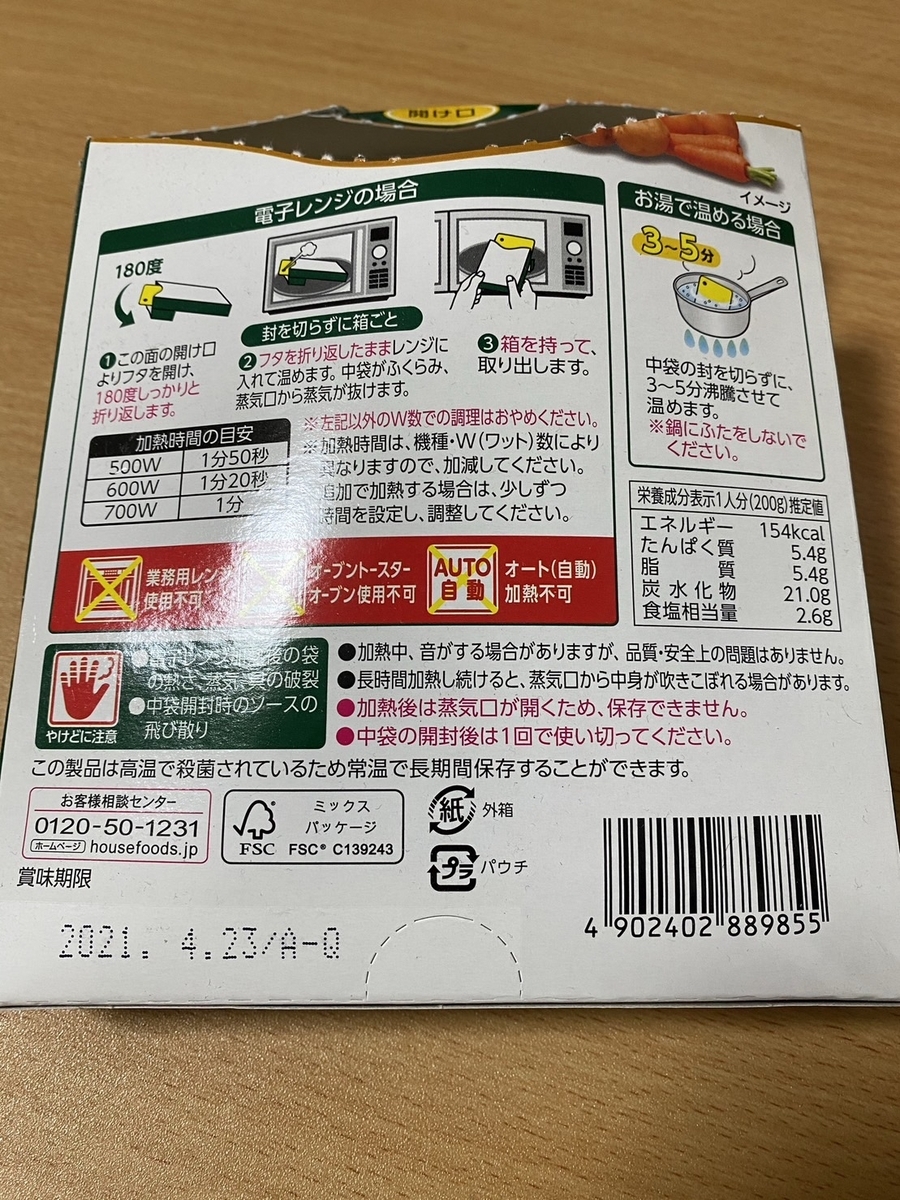 開け口
イメージ
電子レンジの場合
180度
封を切らずに箱ごと
❶この面の開け口
よりフタを開け、
180度しっかりと
折り返します。
❷フタを折り返したままレンジに
入れて温めます。中袋がふくらみ、
蒸気口から蒸気が抜けます。
❸箱を持って、
取り出します。
加熱時間の目安
500W 1分50秒
600W 1分20秒
700W 1分
※左記以外のW数での調理はおやめください。
※加熱時間は、機種・W(ワット)数により
異なりますので、加減してください。
追加で加熱する場合は、少しずつ
時間を設定し、調整してください。
業務用レン
使用不可
オーブントースター
オーブン使用不可
AUTO
自動
オート(自動)
加熱不可
お湯で温める場合
3～5分
中袋の封を切らずに、
3～5分沸騰させて
温めます。
※鍋にふたをしないで
ください。
栄養成分表示1人分(200g)推定値
エネルギー 154kcal
たんぱく質 5.4g
脂質 5.4g
炭水化物 21.0g
食塩相当量 2.6g
やけどに注意
後の袋
の熱さ、蒸気、具の破裂
●中袋開封時のソースの
飛び散り
●加熱中、音がする場合がありますが、品質・安全上の問題はありません。
●長時間加熱し続けると、蒸気口から中身が吹きこぼれる場合があります。
●加熱後は蒸気口が開くため、保存できません。
●中袋の開封後は1回で使い切ってください。
この製品は高温で殺菌されているため常温で長期間保存することができます。
お客様相談センター
0120-50-1231
ホームページ housefoods.jp
FSC
ミックス
パッケージ
FSC® C139243
紙 外箱
プラ パウチ
賞味期限
2021. 4.23/A-Q
4 902402 889855